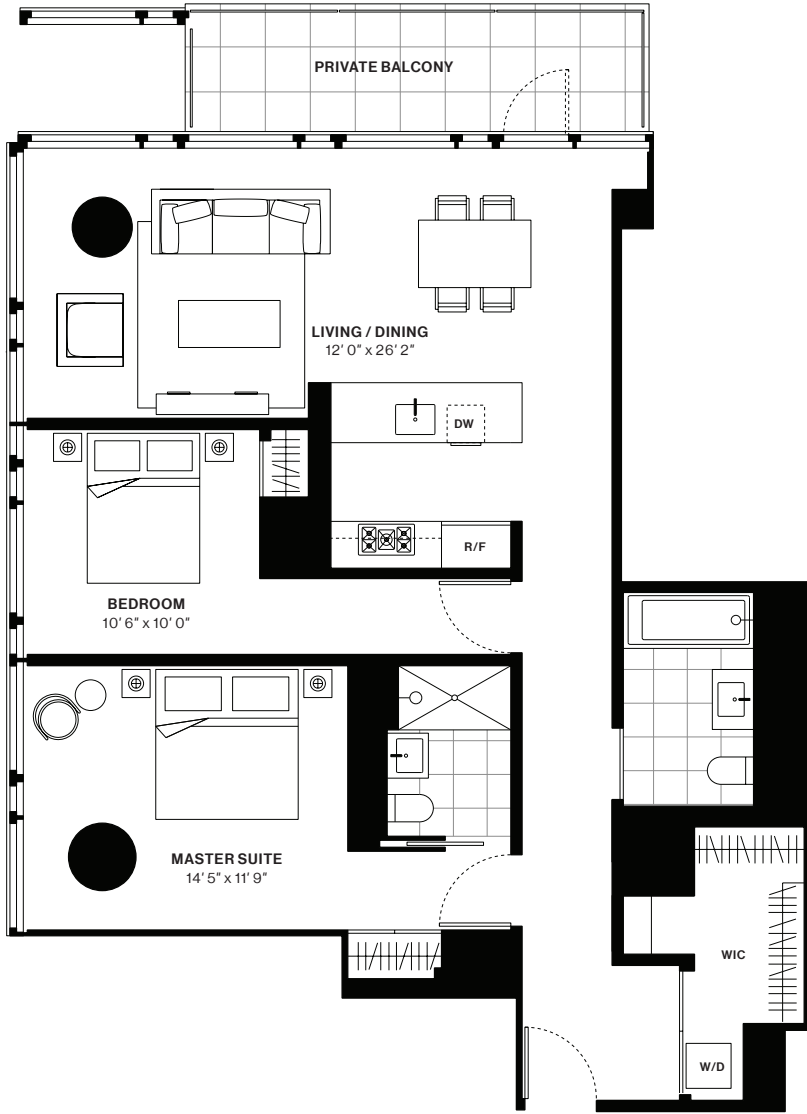 PRIVATE BALCONY
LIVING / DINING
12' 0" x 26' 2"
DW
R/F
BEDROOM
10' 6" x 10' 0"
MASTER SUITE
14' 5" x 11' 9"
WIC
W/D